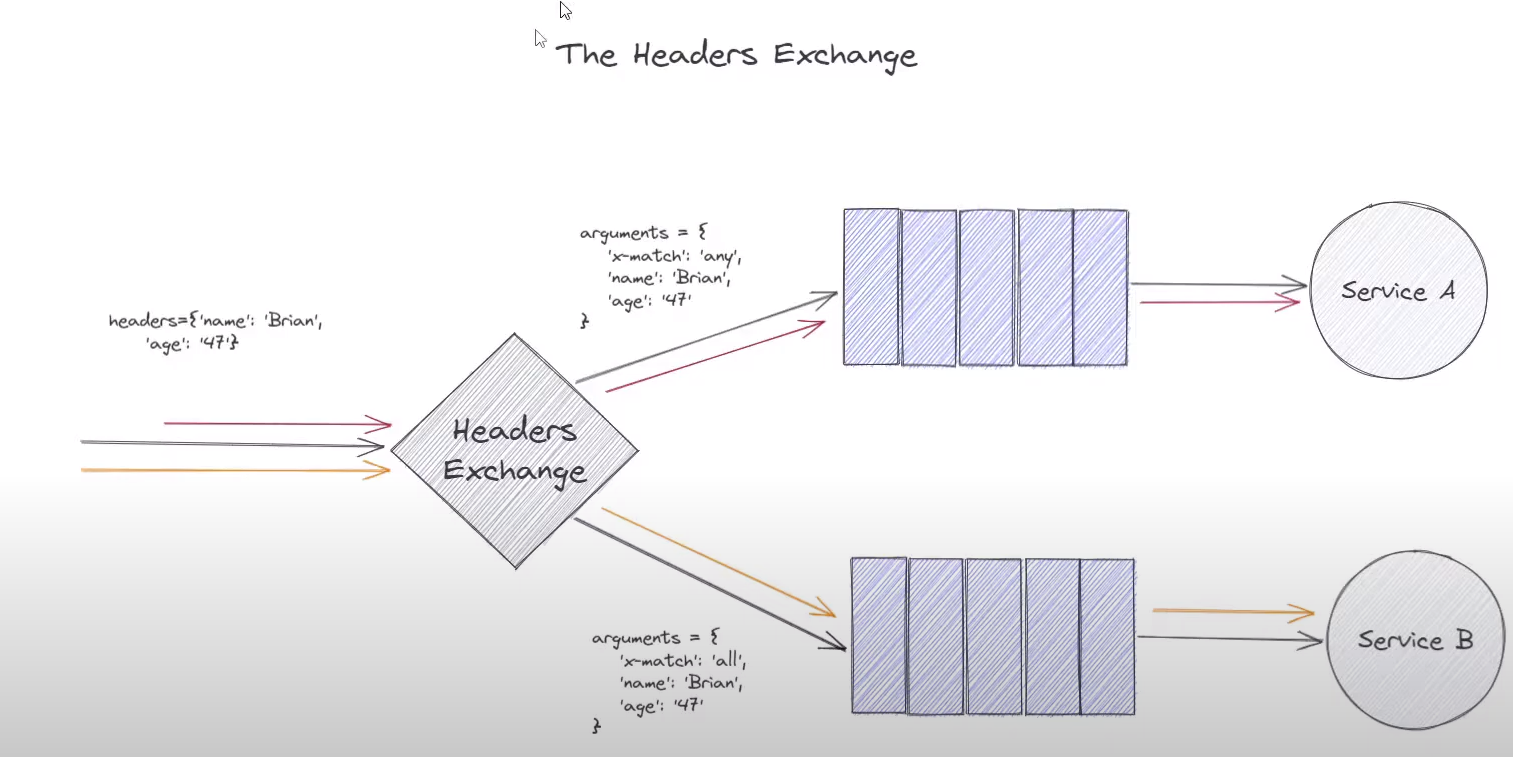 The Headers Exchange
arguments = {
'x-match': 'any',
'name': 'Brian',
'age': '47'
}
Service A
headers={'name': 'Brian',
'age': '47'}
Headers
Exchange
arguments = {
'x-match': 'all',
'name': 'Brian',
'age': '47'
}
Service B